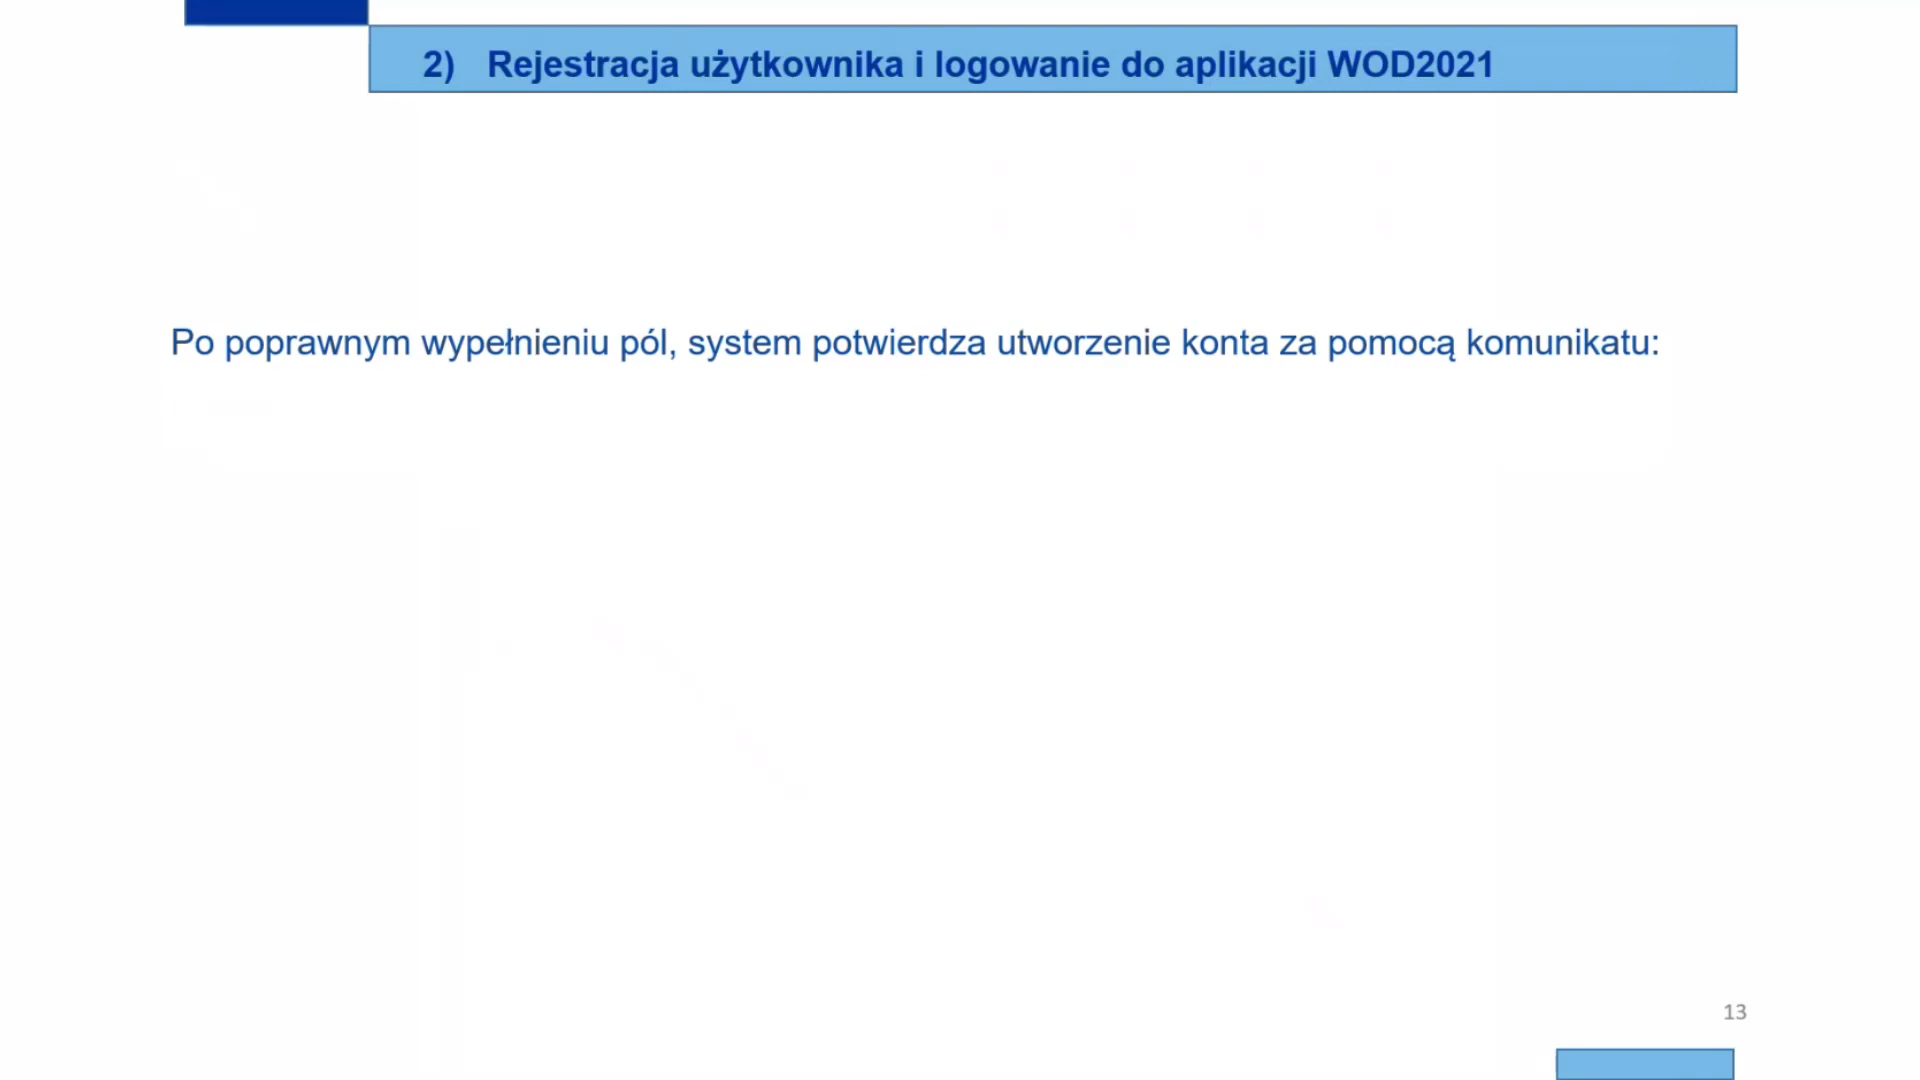 2) Rejestracja użytkownika i logowanie do aplikacji WOD2021
Po poprawnym wypełnieniu pól, system potwierdza utworzenie konta za pomocą komunikatu:
13